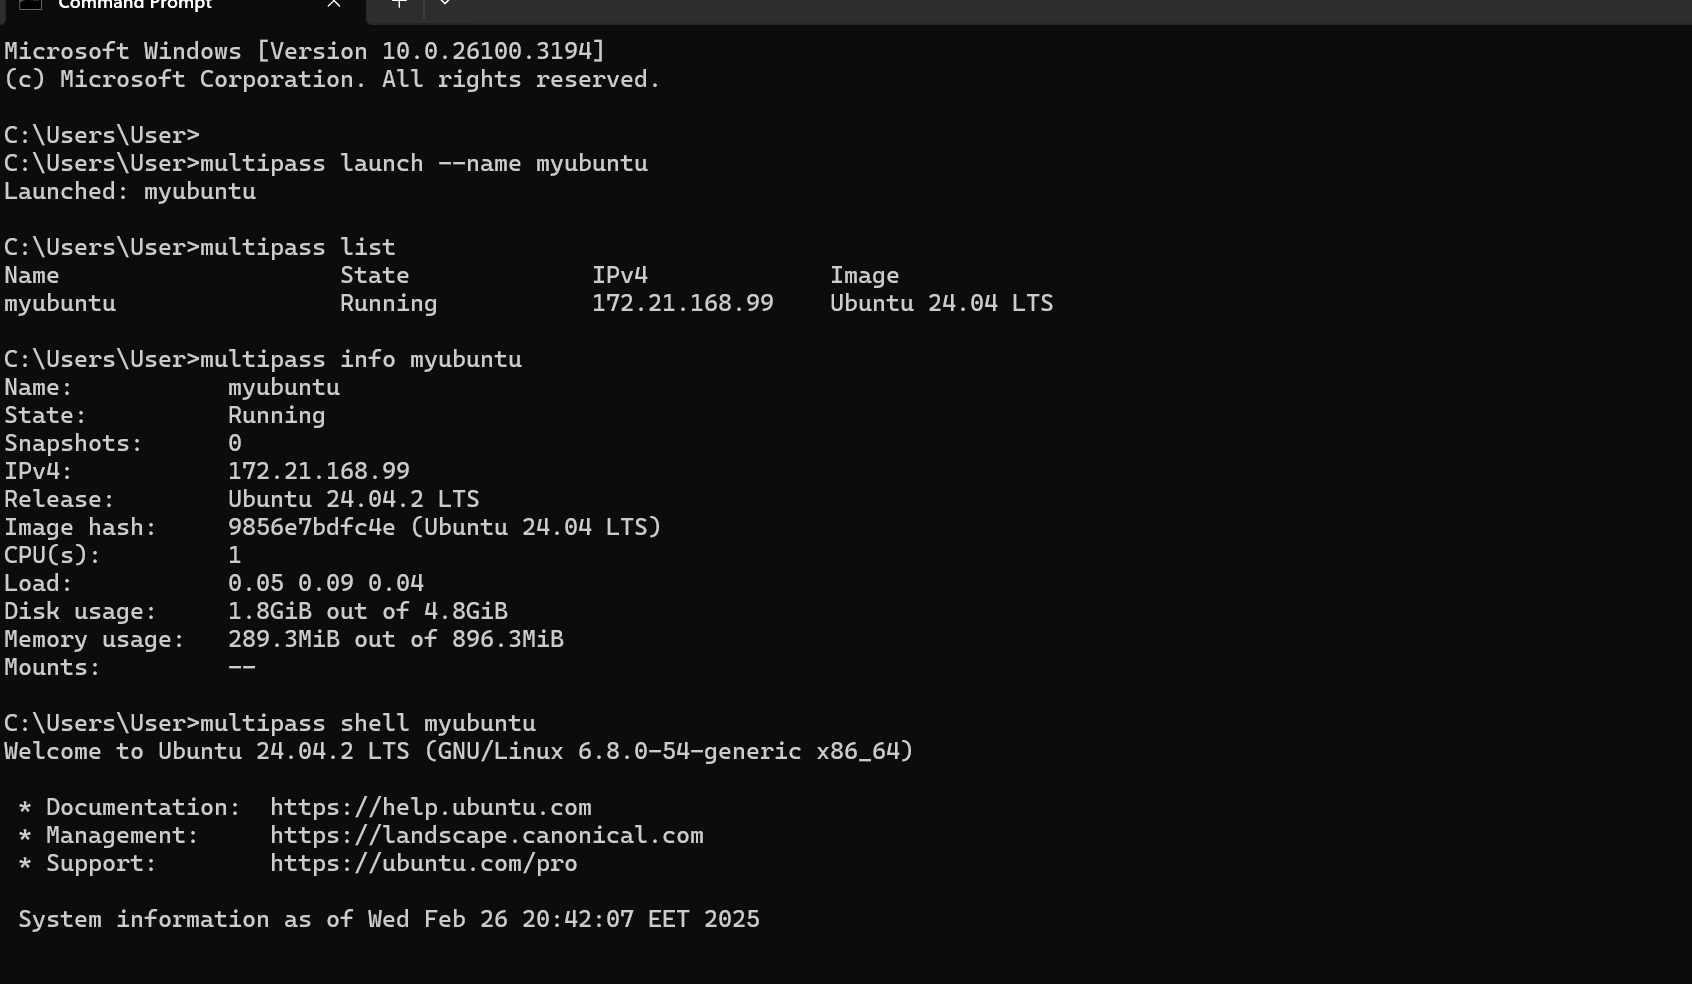 Command Prompt
Microsoft Windows [Version 10.0.26100.3194]
(c) Microsoft Corporation. All rights reserved.
C:\Users\User>
C:\Users\User>multipass launch --name myubuntu
Launched: myubuntu
C:\Users\User>multipass list
Name                    State             IPv4             Image
myubuntu                Running           172.21.168.99    Ubuntu 24.04 LTS
C:\Users\User>multipass info myubuntu
Name:           myubuntu
State:          Running
Snapshots:      0
IPv4:           172.21.168.99
Release:        Ubuntu 24.04.2 LTS
Image hash:     9856e7bdfc4e (Ubuntu 24.04 LTS)
CPU(s):         1
Load:           0.05 0.09 0.04
Disk usage:     1.8GiB out of 4.8GiB
Memory usage:   289.3MiB out of 896.3MiB
Mounts:         --
C:\Users\User>multipass shell myubuntu
Welcome to Ubuntu 24.04.2 LTS (GNU/Linux 6.8.0-54-generic x86_64)
 * Documentation:  https://help.ubuntu.com
 * Management:     https://landscape.canonical.com
 * Support:        https://ubuntu.com/pro
 System information as of Wed Feb 26 20:42:07 EET 2025